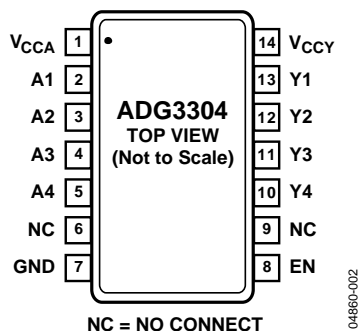 VCCA 1 14 VCCY
A1 2 13 Y1
A2 3 ADG3304 12 Y2
TOP VIEW
A3 4 (Not to Scale) 11 Y3
A4 5 10 Y4
NC 6 9 NC
GND 7 8 EN
NC = NO CONNECT
04860-002